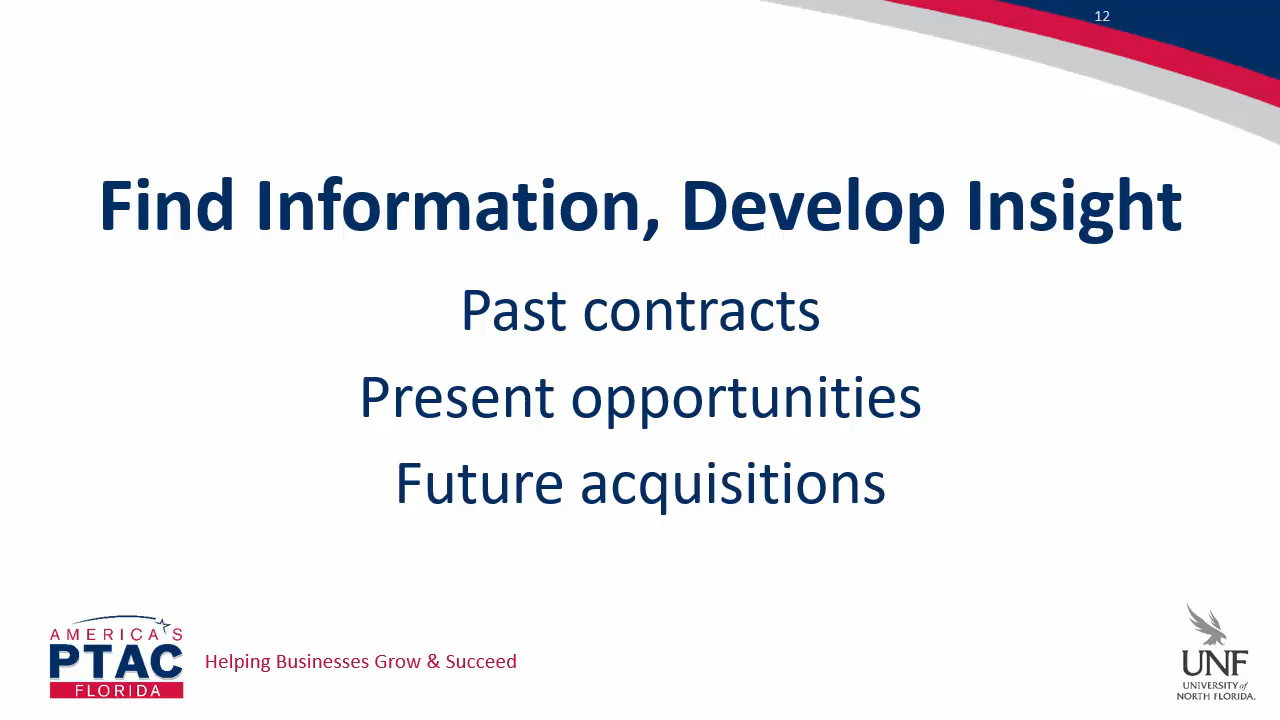 12
Find Information, Develop Insight
Past contracts
Present opportunities
Future acquisitions
AMERICA'S
PTAC
FLORIDA
Helping Businesses Grow & Succeed
UNF
UNIVERSITY of
NORTH FLORIDA.